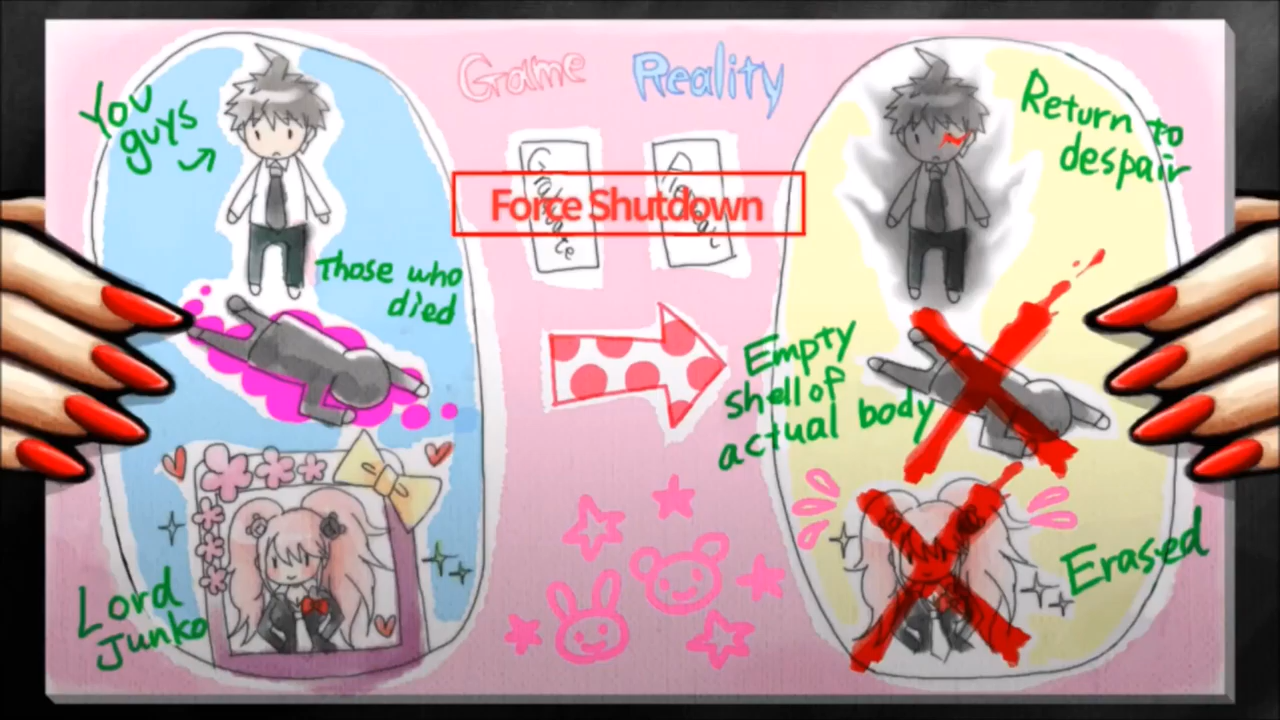 Game
Reality
You
guys
Return to
despair
Graduate
Force Shutdown
Those who
died
Empty
shell of
actual body
Lord
Junko
Erased